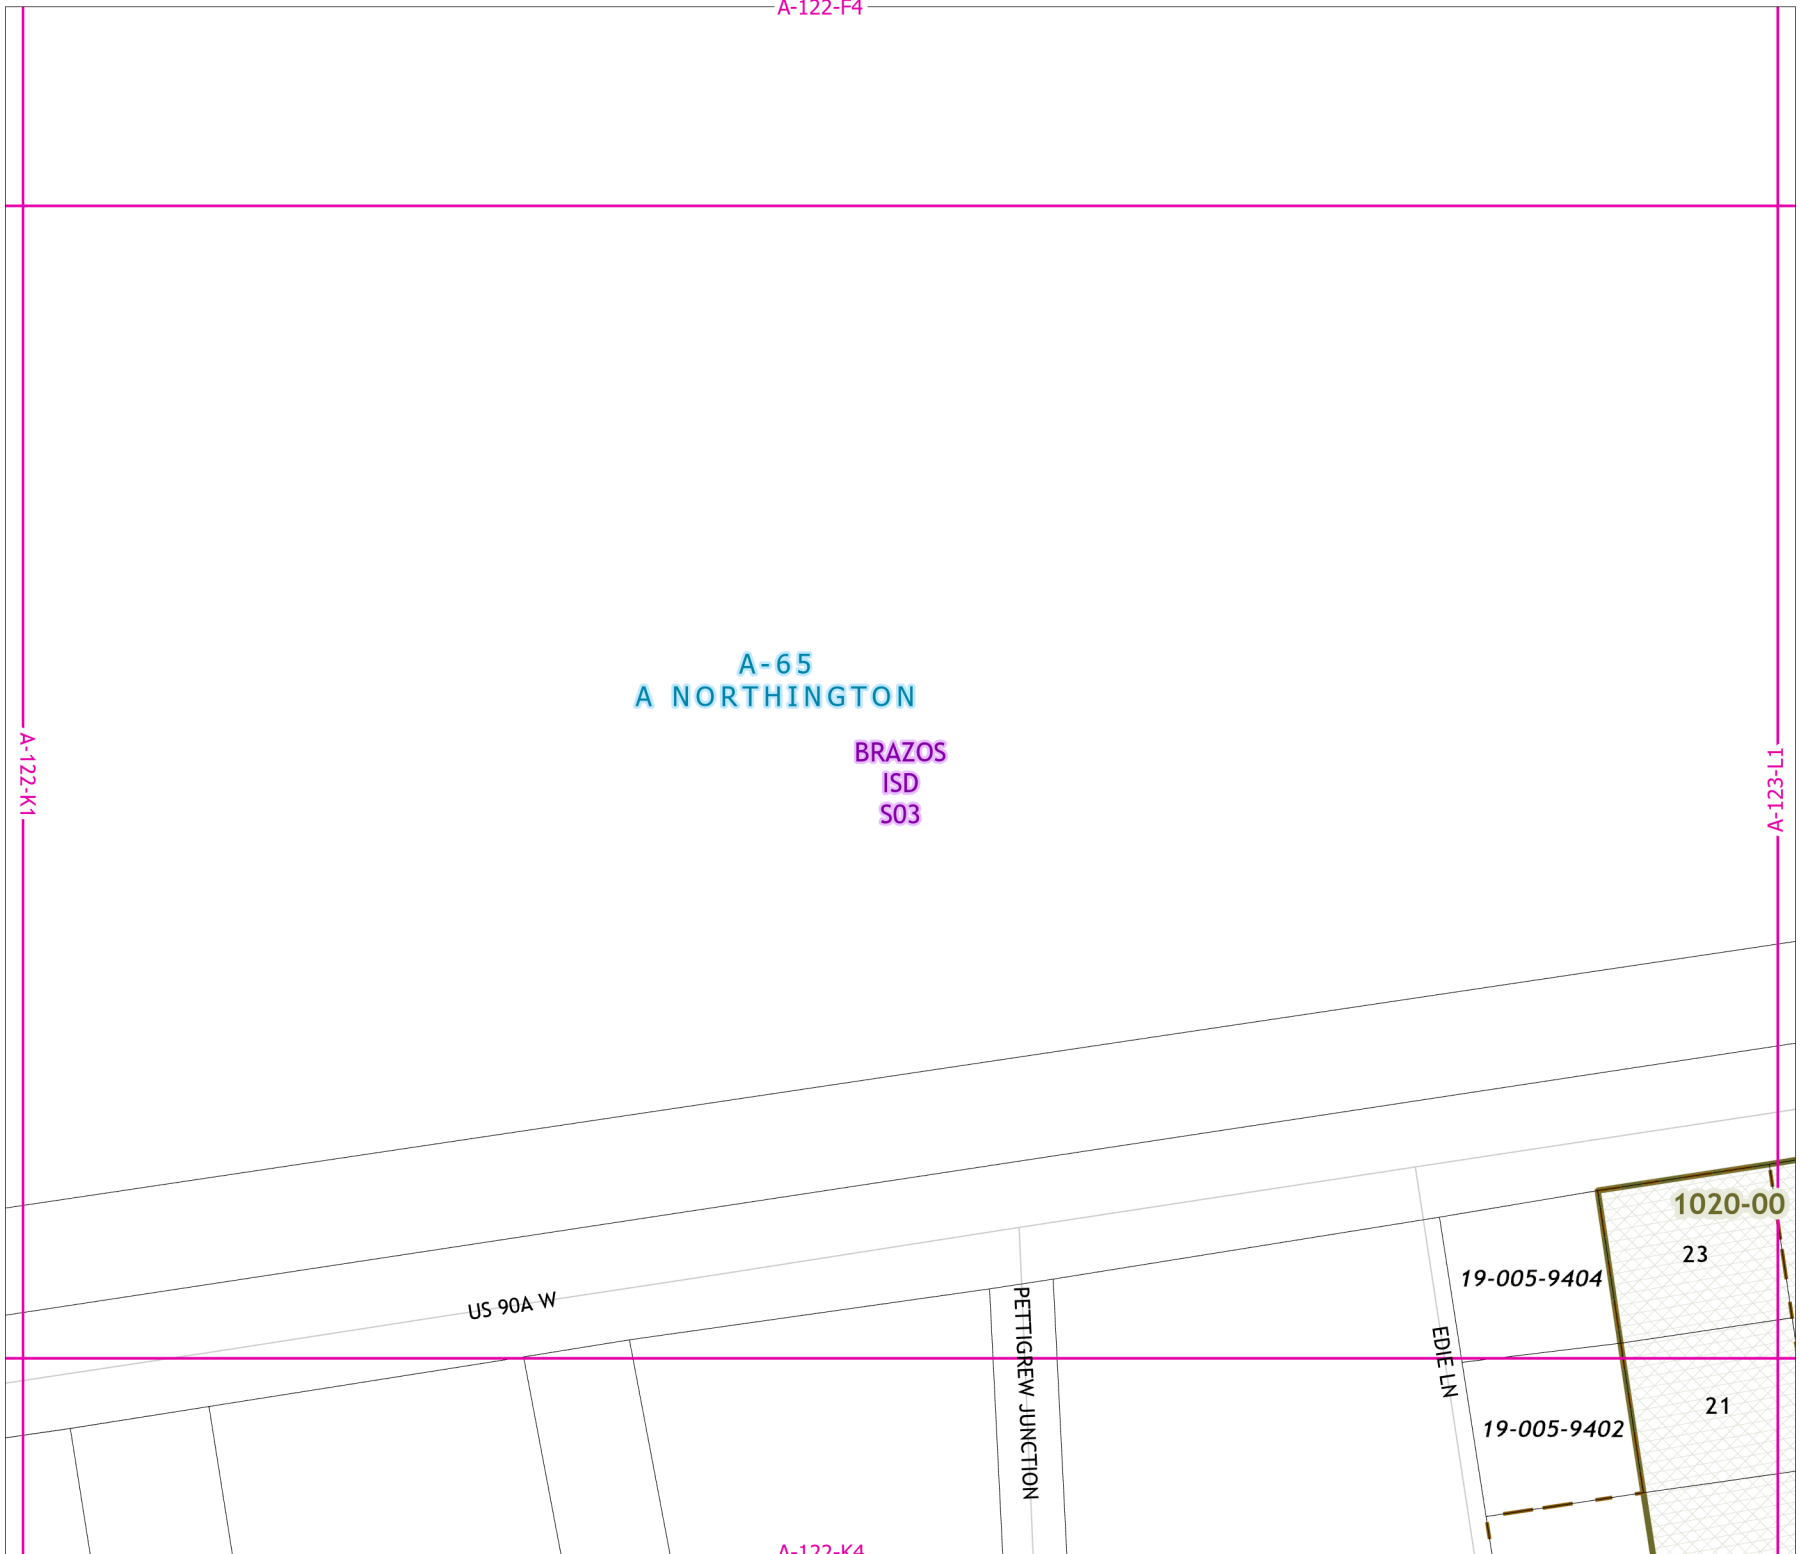 A-122-F4
A-65
A NORTHINGTON
BRAZOS
ISD
S03
A-122-K1
A-123-L1
1020-00
23
19-005-9404
US 90A W
PETTIGREW JUNCTION
EDIE LN
21
19-005-9402
A-122-K4